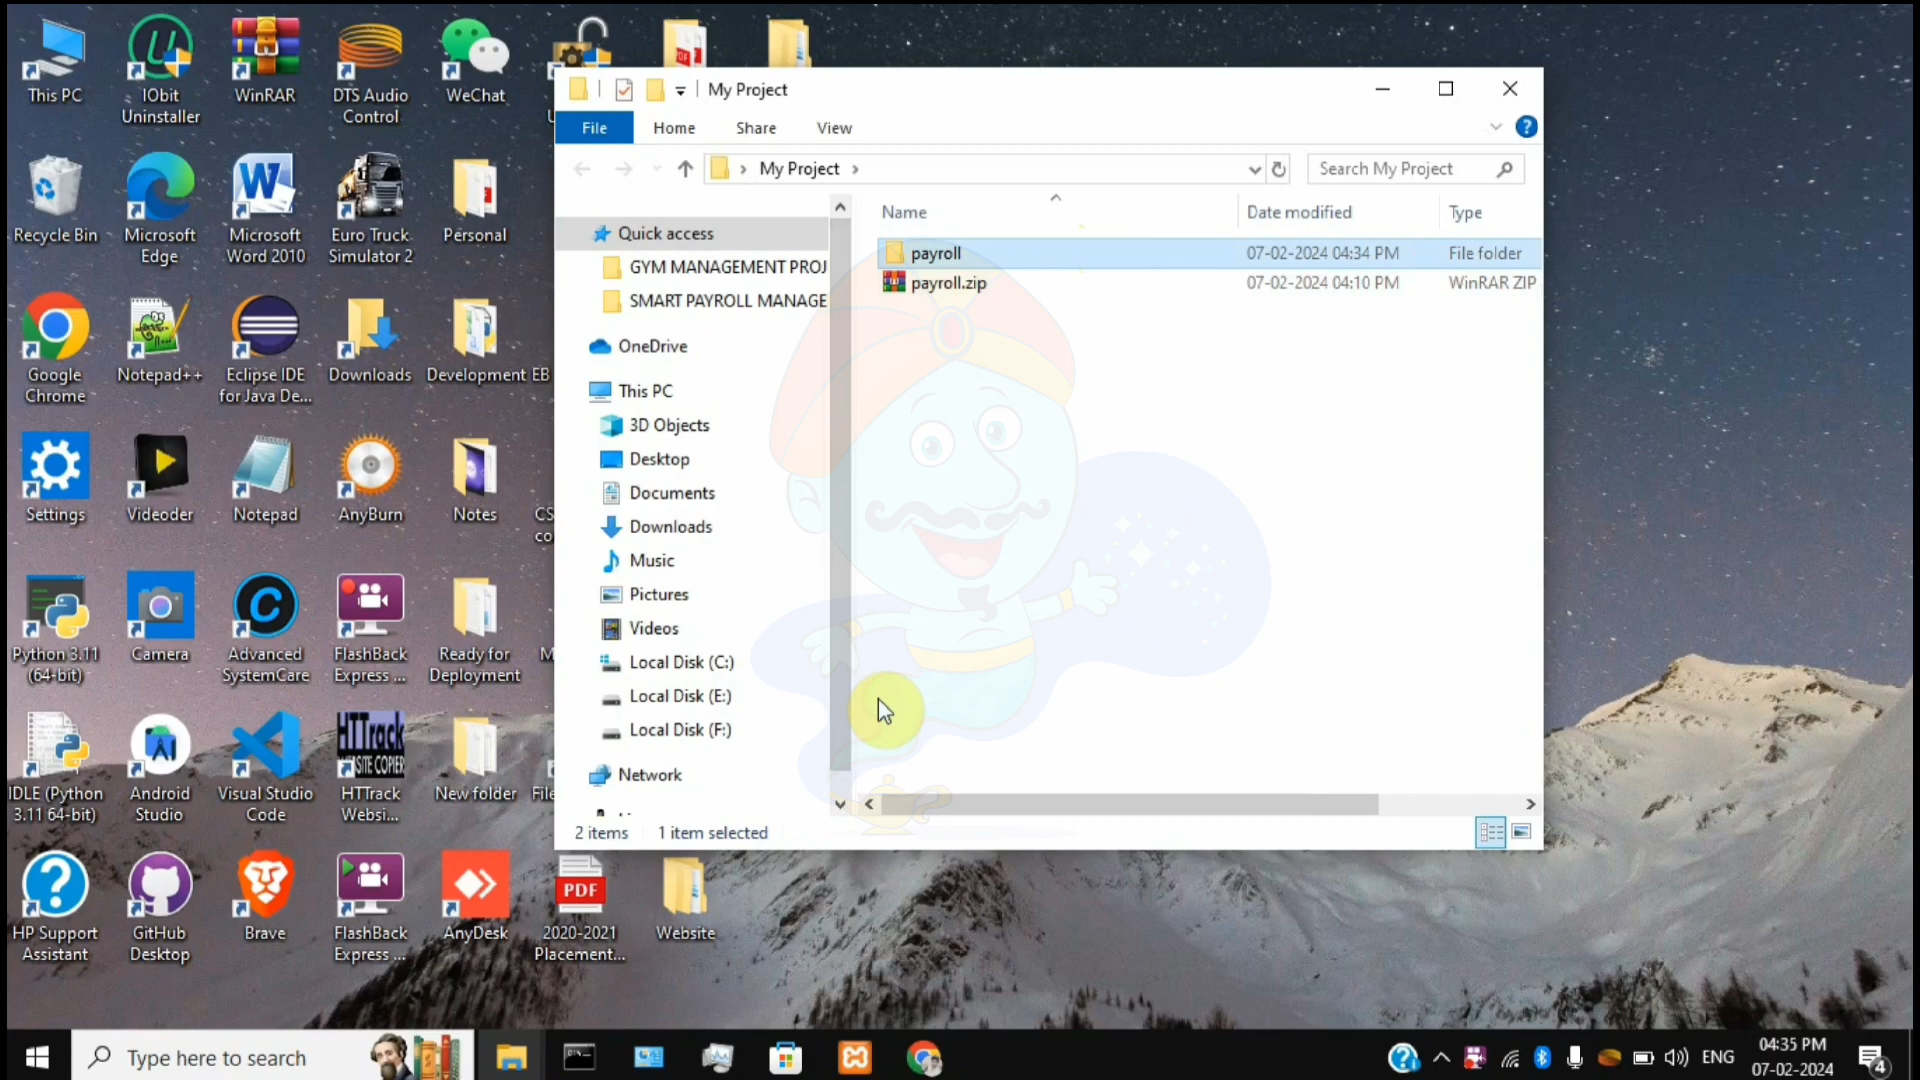 This PC
IObit
Uninstaller
WinRAR
DTS Audio
Control
WeChat
Recycle Bin
Microsoft
Edge
Microsoft
Word 2010
Euro Truck
Simulator 2
Personal
Google
Chrome
Notepad++
Eclipse IDE
for Java De...
Downloads
Development
EB
Settings
Videoder
Notepad
AnyBurn
Notes
CS
co
Python 3.11
(64-bit)
Camera
Advanced
SystemCare
FlashBack
Express ...
Ready for
Deployment
M
IDLE (Python
3.11 64-bit)
Android
Studio
Visual Studio
Code
HTTrack
WEBSITE COPIER
HTTrack
Websi...
New folder
File
HP Support
Assistant
GitHub
Desktop
Brave
FlashBack
Express ...
AnyDesk
PDF
2020-2021
Placement...
Website
My Project
File
Home
Share
View
My Project
Search My Project
Name
Date modified
Type
payroll
07-02-2024 04:34 PM
File folder
payroll.zip
07-02-2024 04:10 PM
WinRAR ZIP
Quick access
GYM MANAGEMENT PROJ
SMART PAYROLL MANAGE
OneDrive
This PC
3D Objects
Desktop
Documents
Downloads
Music
Pictures
Videos
Local Disk (C:)
Local Disk (E:)
Local Disk (F:)
Network
2 items
1 item selected
Type here to search
ENG
04:35 PM
07-02-2024
4